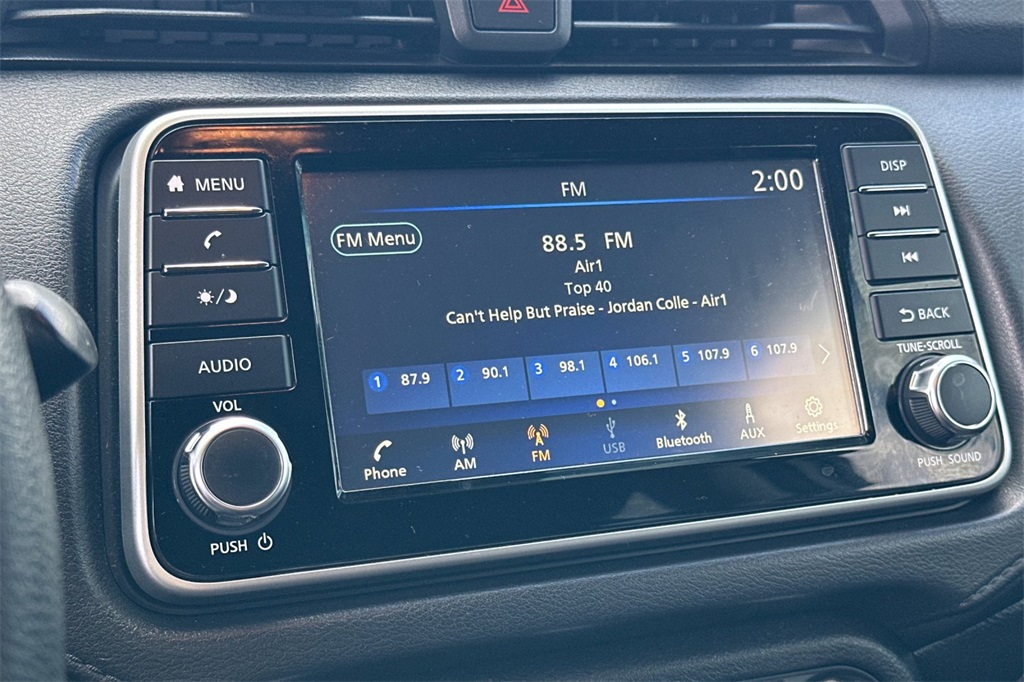 MENU
AUDIO
VOL
PUSH
FM
2:00
FM Menu
88.5 FM
Air1
Top 40
Can't Help But Praise - Jordan Colle - Air1
1 87.9
2 90.1
3 98.1
4 106.1
5 107.9
6 107.9
Phone
AM
FM
USB
Bluetooth
AUX
Settings
DISP
BACK
TUNE·SCROLL
PUSH SOUND